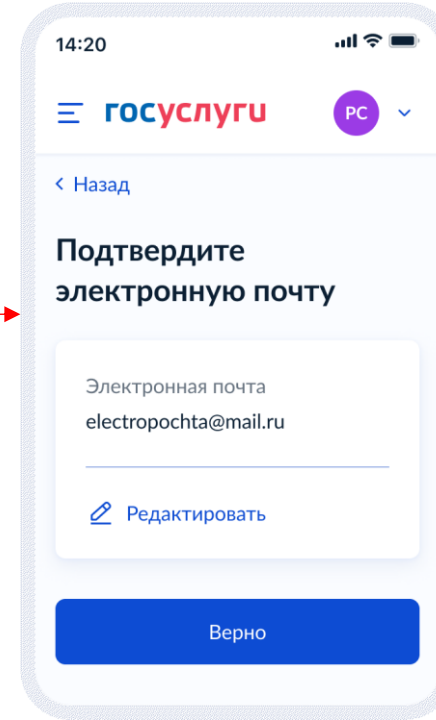 14:20
госуслуги
РС
Назад
Подтвердите
электронную почту
Электронная почта
electropochta@mail.ru
Редактировать
Верно